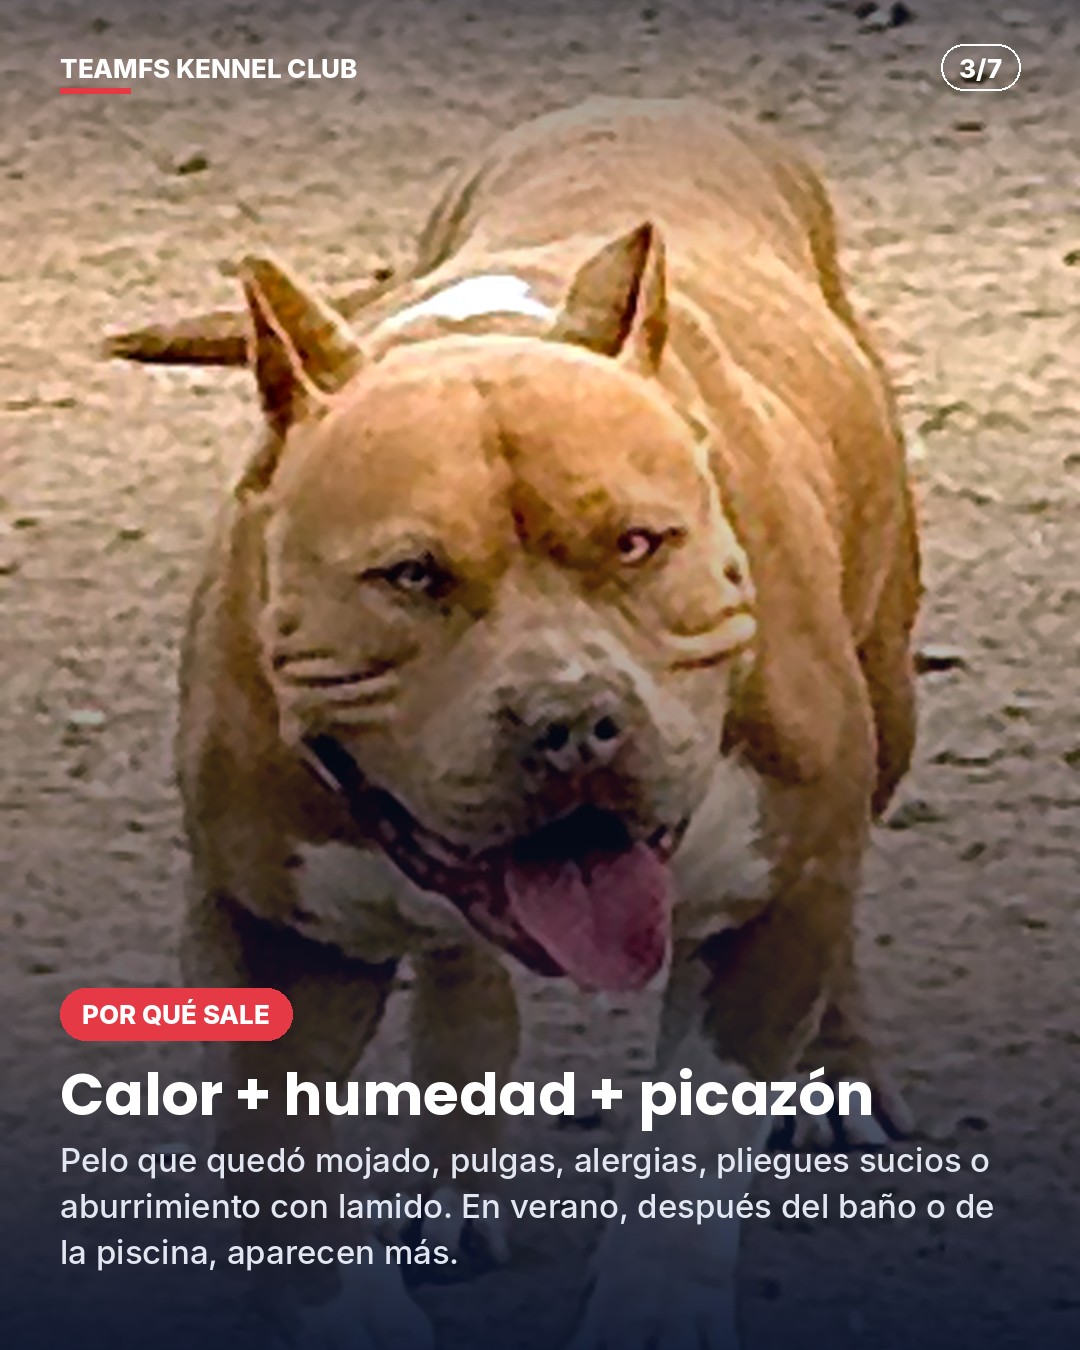 TEAMFS KENNEL CLUB
3/7
POR QUÉ SALE
Calor + humedad + picazón
Pelo que quedó mojado, pulgas, alergias, pliegues sucios o
aburrimiento con lamido. En verano, después del baño o de
la piscina, aparecen más.